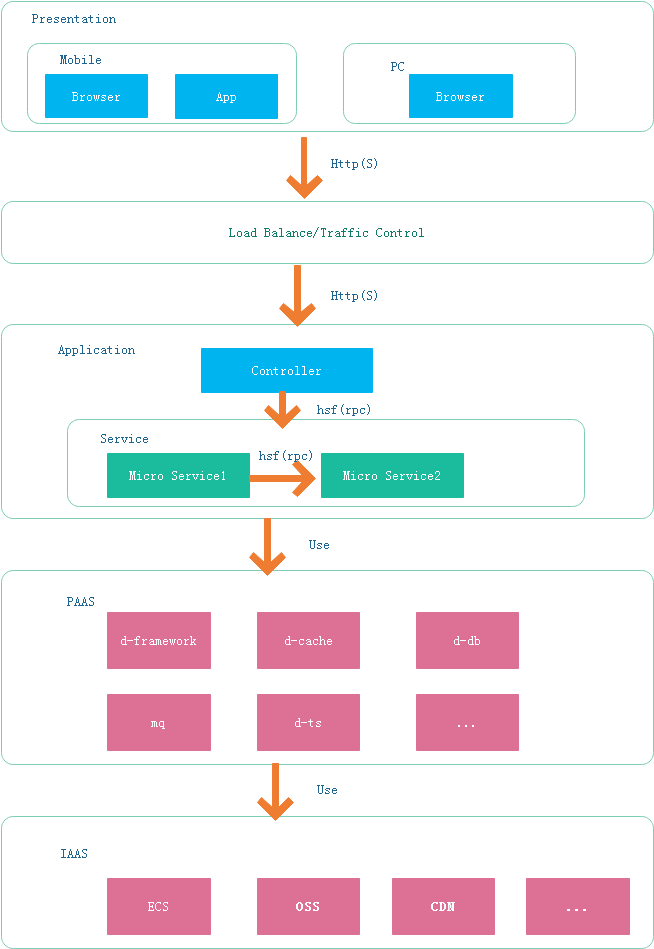 Presentation
Mobile
PC
Browser
App
Browser
Http(S)
Load Balance/Traffic Control
Http(S)
Application
Controller
hsf(rpc)
Service
hsf(rpc)
Micro Service1
Micro Service2
Use
PAAS
d-framework
d-cache
d-db
mq
d-ts
...
Use
IAAS
ECS
OSS
CDN
...